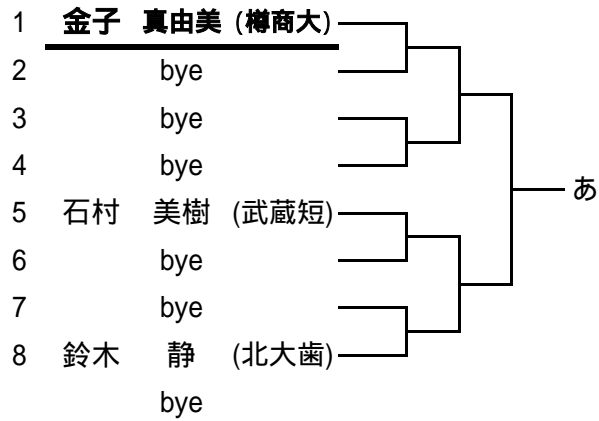 1 金子 真由美 (樽商大)
2 bye
3 bye
4 bye
あ
5 石村 美樹 (武蔵短)
6 bye
7 bye
8 鈴木 静 (北大歯)
bye